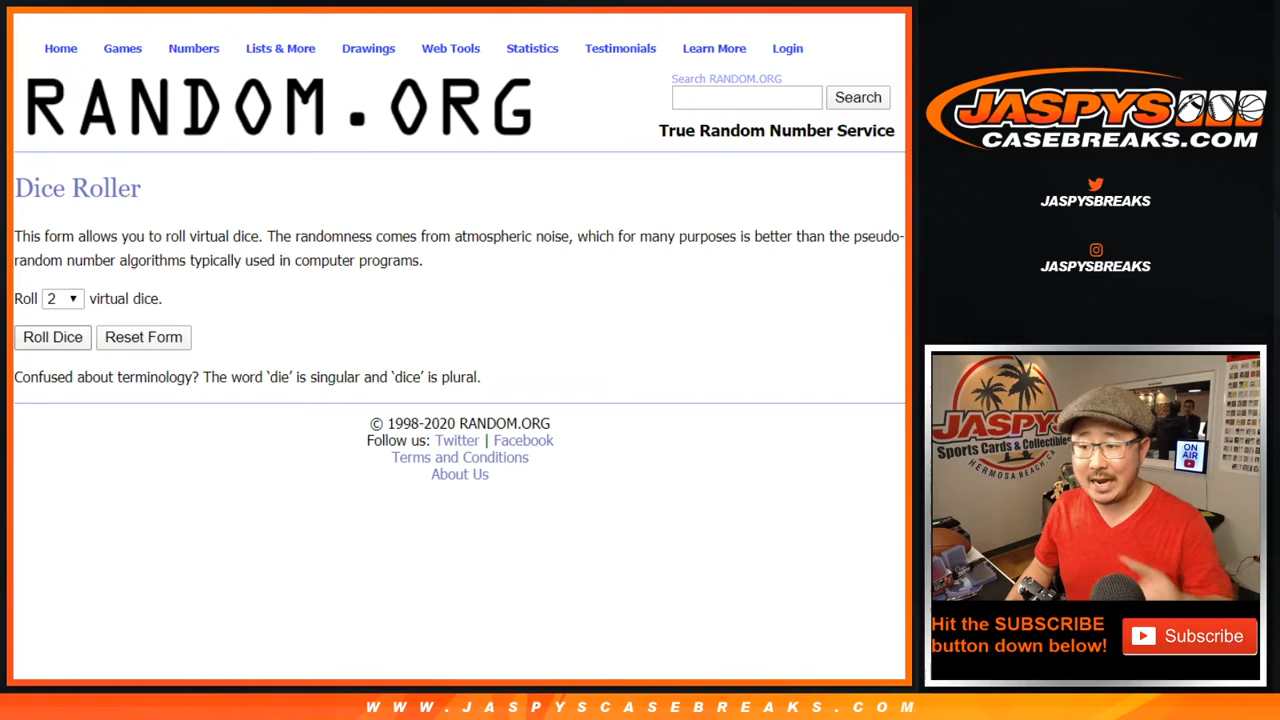 Home Games Numbers Lists & More Drawings Web Tools Statistics Testimonials Learn More Login
RANDOM.ORG
Search RANDOM.ORG
Search
True Random Number Service
Dice Roller
This form allows you to roll virtual dice. The randomness comes from atmospheric noise, which for many purposes is better than the pseudo-
random number algorithms typically used in computer programs.
Roll 2 virtual dice.
Roll Dice Reset Form
Confused about terminology? The word ‘die’ is singular and ‘dice’ is plural.
© 1998-2020 RANDOM.ORG
Follow us: Twitter | Facebook
Terms and Conditions
About Us
JASPYS
CASEBREAKS.COM
JASPYSBREAKS
JASPYSBREAKS
JASPYS
Sports Cards & Collectibles
HERMOSA BEACH, CA
ON
AIR
Hit the SUBSCRIBE
button down below!
Subscribe
WWW.JASPYSCASEBREAKS.COM